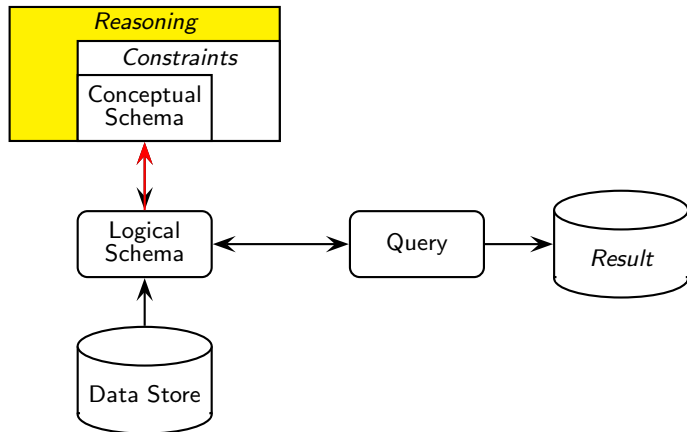 Reasoning
Constraints
Conceptual
Schema
Logical
Schema
Query
Result
Data Store